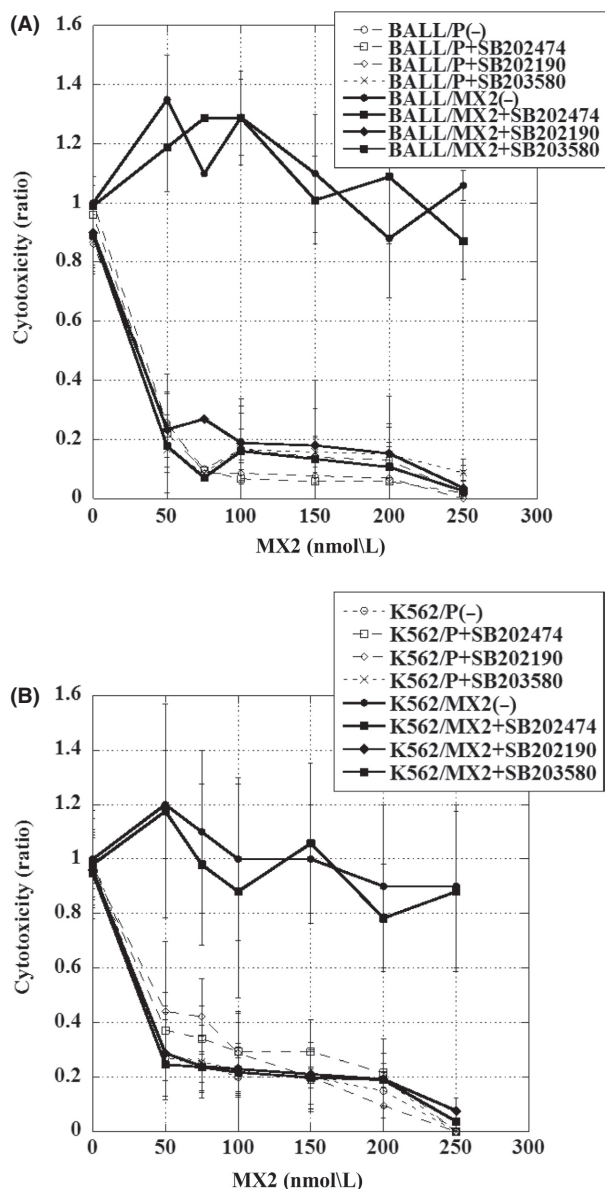 (A)
1.6
1.4
1.2
1
0.8
0.6
0.4
0.2
0
Cytotoxicity (ratio)
BALL/P(–)
BALL/P+SB202474
BALL/P+SB202190
BALL/P+SB203580
BALL/MX2(–)
BALL/MX2+SB202474
BALL/MX2+SB202190
BALL/MX2+SB203580
0 50 100 150 200 250 300
MX2 (nmol\L)
(B)
K562/P(–)
K562/P+SB202474
K562/P+SB202190
K562/P+SB203580
K562/MX2(–)
K562/MX2+SB202474
K562/MX2+SB202190
K562/MX2+SB203580
1.6
1.4
1.2
1
0.8
0.6
0.4
0.2
0
Cytotoxicity (ratio)
0 50 100 150 200 250 300
MX2 (nmol\L)